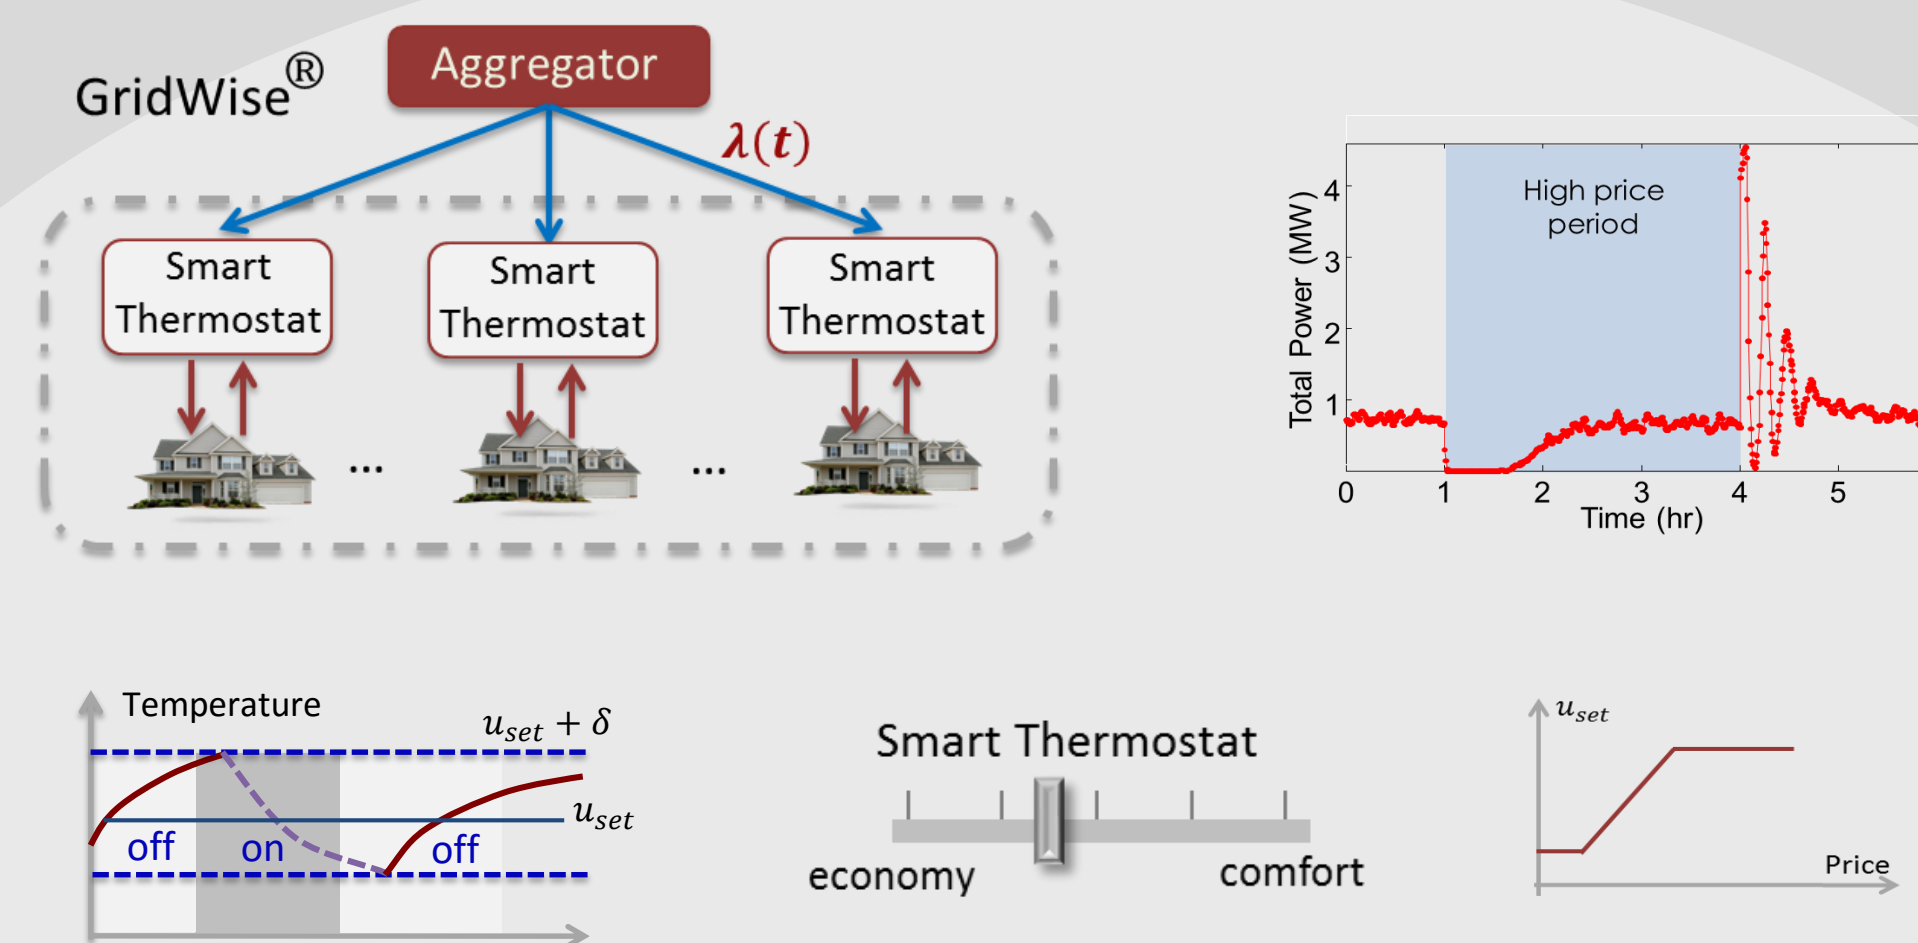 GridWise®
Aggregator
λ(t)
Smart
Thermostat
Smart
Thermostat
Smart
Thermostat
...
...
High price
period
Total Power (MW)
4
3
2
1
0 1 2 3 4 5
Time (hr)
Temperature
u_set + δ
u_set
off on off
Smart Thermostat
economy comfort
u_set
Price